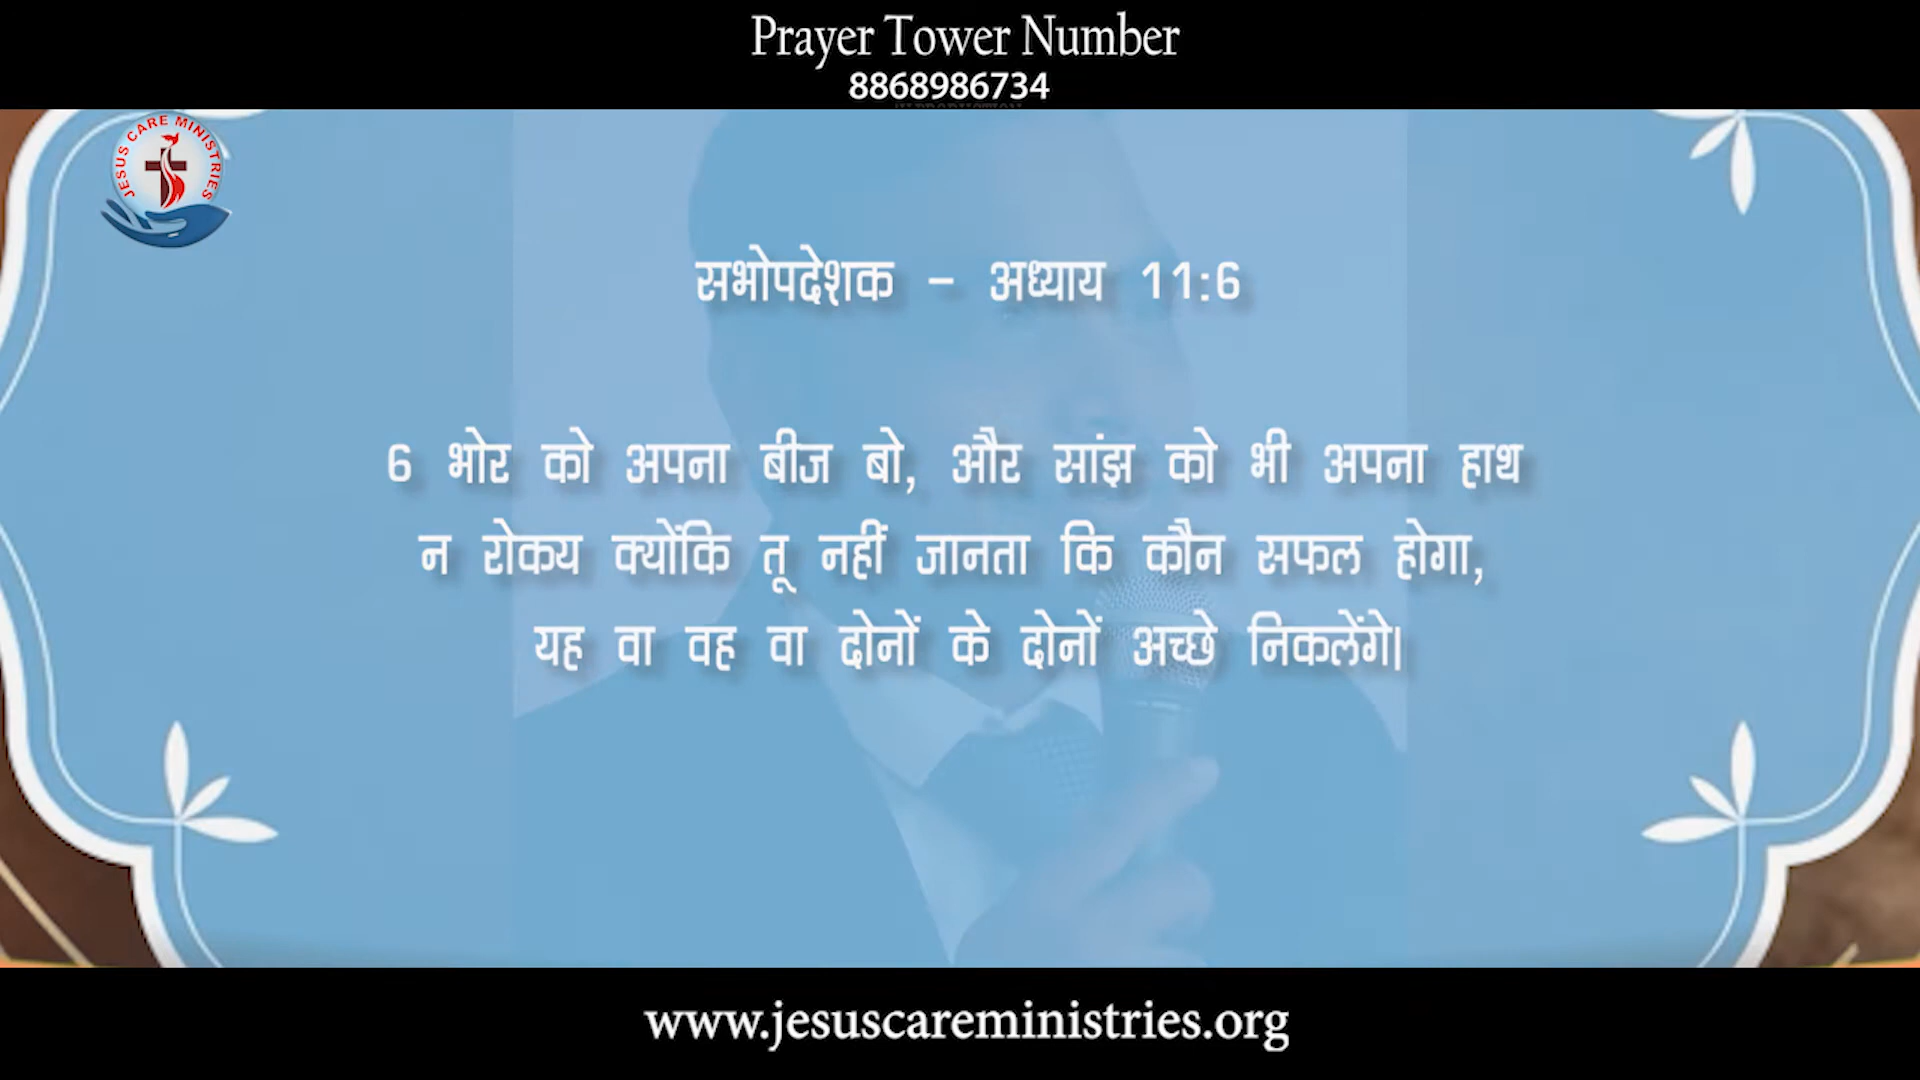 Prayer Tower Number
8868986734
JESUS CARE MINISTRIES
सभोपदेशक - अध्याय 11:6
6 भोर को अपना बीज बो, और सांझ को भी अपना हाथ
न रोकय क्योंकि तू नहीं जानता कि कौन सफल होगा,
यह वा वह वा दोनों के दोनों अच्छे निकलेंगे।
www.jesuscareministries.org